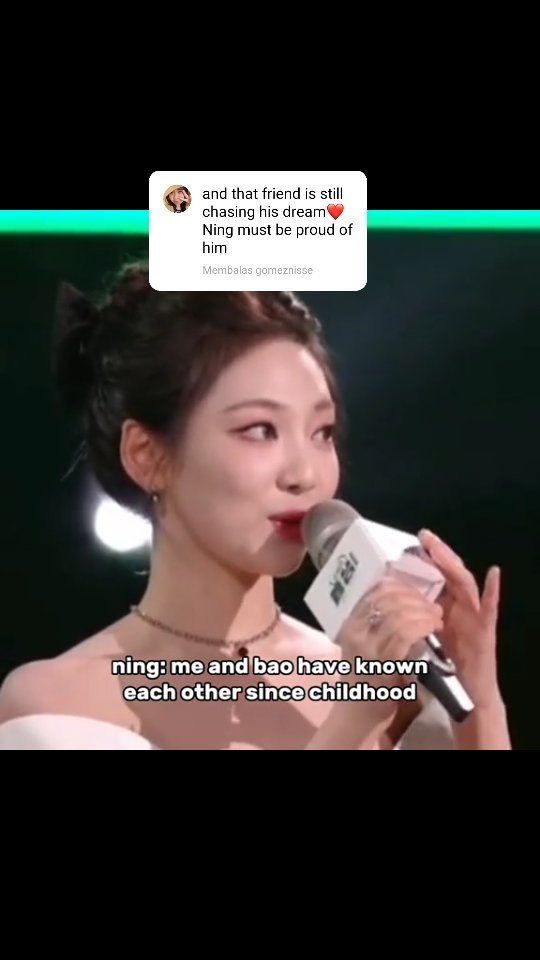 and that friend is still
chasing his dream❤️
Ning must be proud of
him
Membalas gomeznisse
ning: me and bao have known
each other since childhood